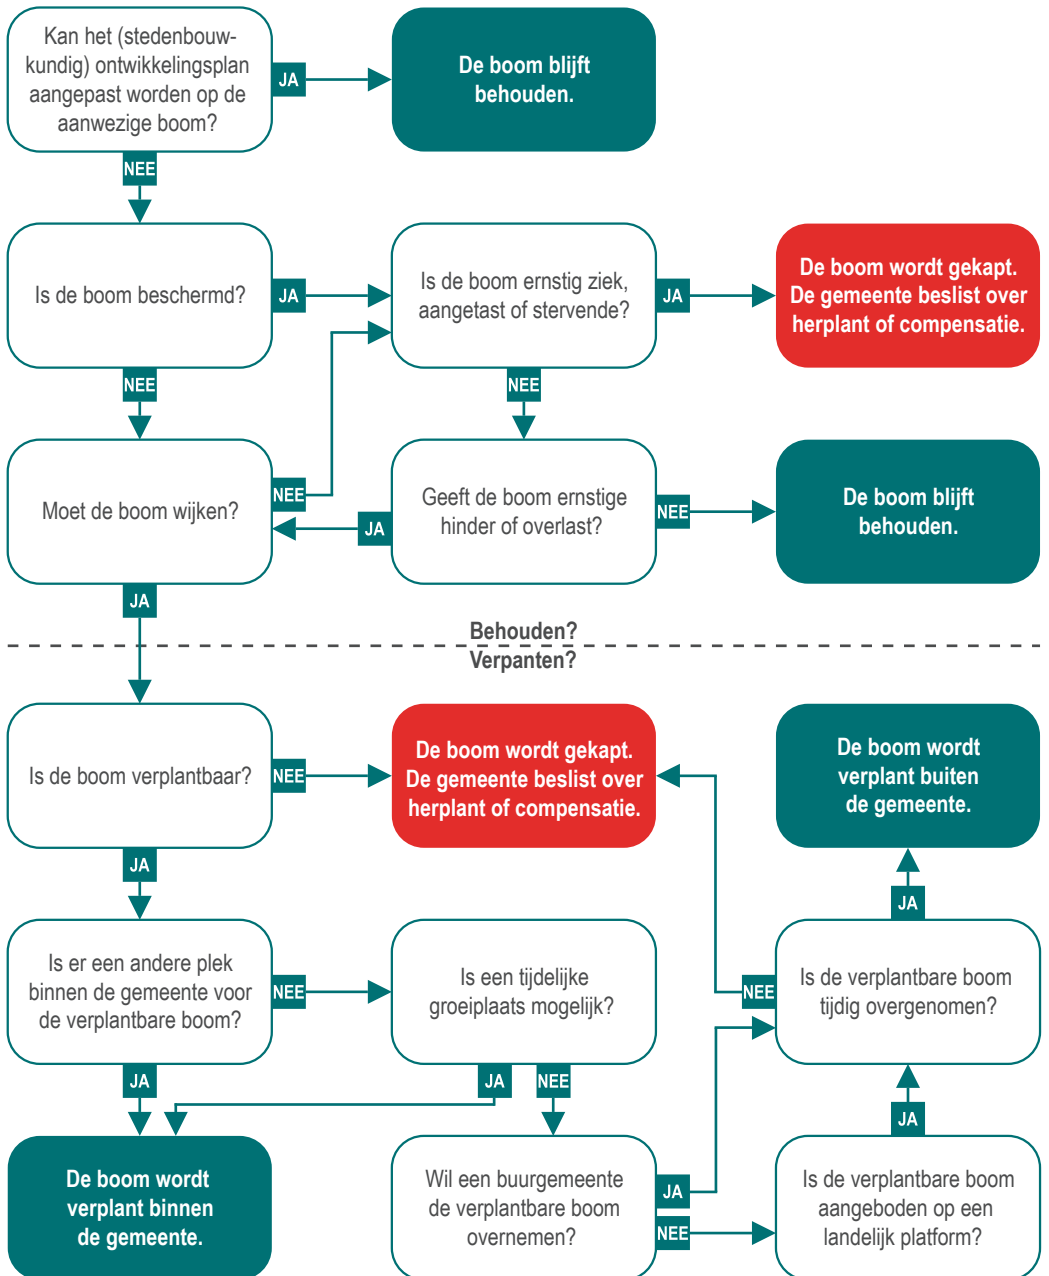 Kan het (stedenbouw-
kundig) ontwikkelingsplan
aangepast worden op de
aanwezige boom?
JA
De boom blijft
behouden.
NEE
Is de boom beschermd?
JA
Is de boom ernstig ziek,
aangetast of stervende?
JA
De boom wordt gekapt.
De gemeente beslist over
herplant of compensatie.
NEE
NEE
Moet de boom wijken?
NEE
JA
Geeft de boom ernstige
hinder of overlast?
NEE
De boom blijft
behouden.
JA
Behouden?
Verpanten?
Is de boom verplantbaar?
NEE
De boom wordt gekapt.
De gemeente beslist over
herplant of compensatie.
De boom wordt
verplant buiten
de gemeente.
JA
JA
Is er een andere plek
binnen de gemeente voor
de verplantbare boom?
NEE
Is een tijdelijke
groeiplaats mogelijk?
NEE
Is de verplantbare boom
tijdig overgenomen?
JA
JA
NEE
JA
De boom wordt
verplant binnen
de gemeente.
Wil een buurgemeente
de verplantbare boom
overnemen?
JA
NEE
Is de verplantbare boom
aangeboden op een
landelijk platform?